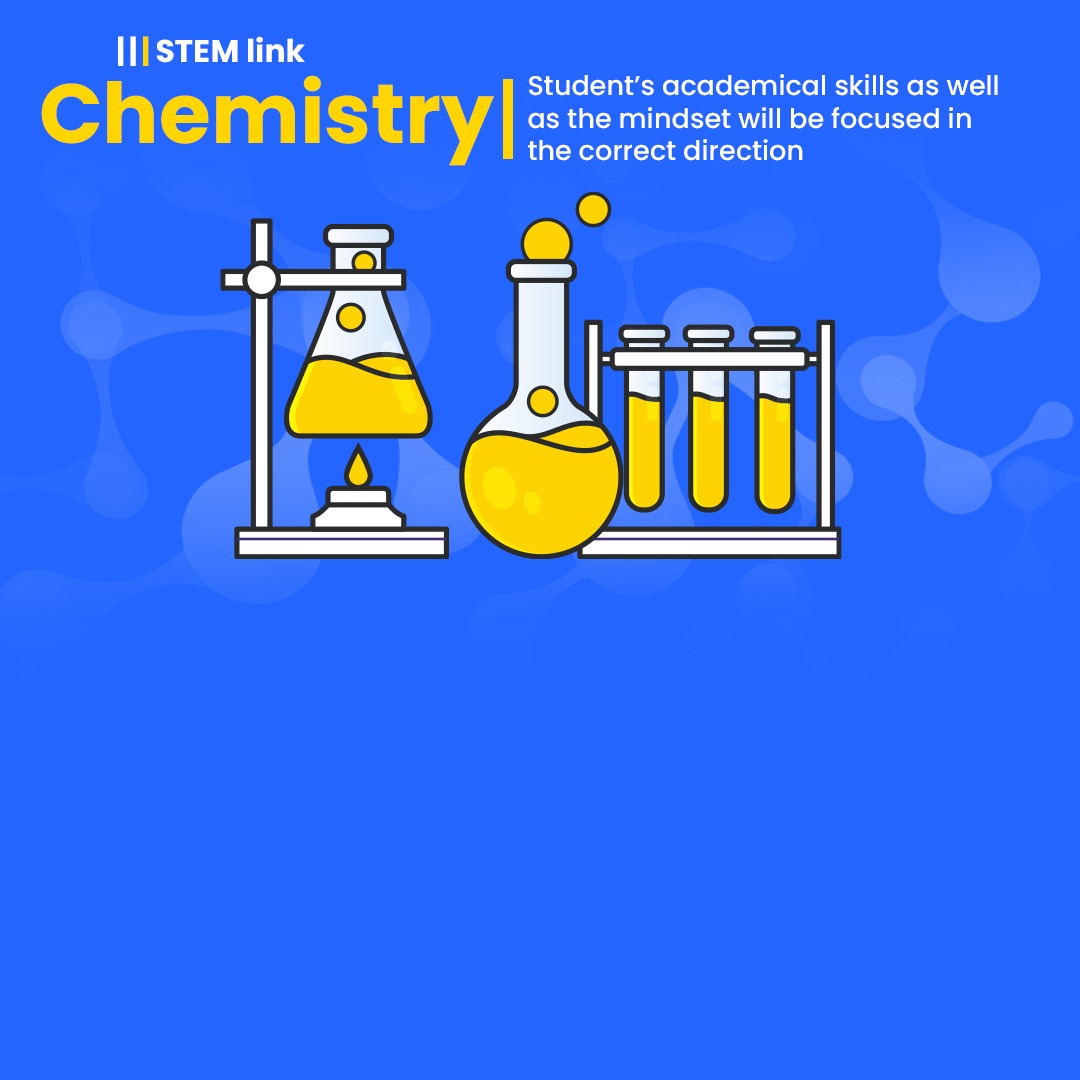 STEM link
Chemistry
Student’s academical skills as well
as the mindset will be focused in
the correct direction